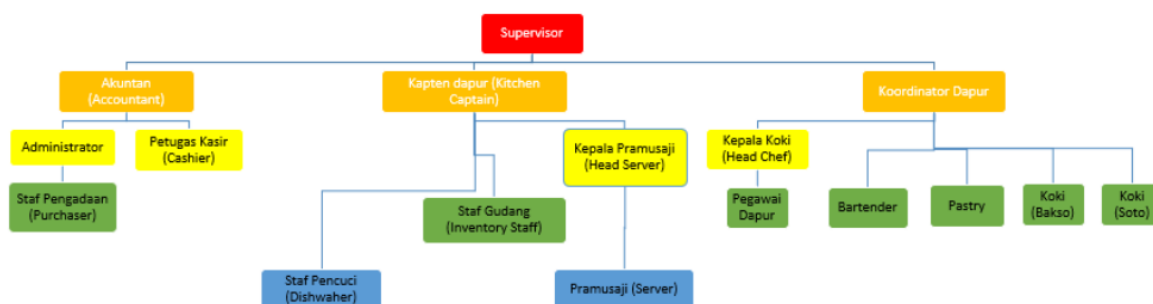 Supervisor
Akuntan
(Accountant)
Kapten dapur (Kitchen
Captain)
Koordinator Dapur
Administrator
Petugas Kasir
(Cashier)
Kepala Pramusaji
(Head Server)
Kepala Koki
(Head Chef)
Staf Pengadaan
(Purchaser)
Staf Gudang
(Inventory Staff)
Pegawai
Dapur
Bartender
Pastry
Koki
(Bakso)
Koki
(Soto)
Staf Pencuci
(Dishwaher)
Pramusaji (Server)